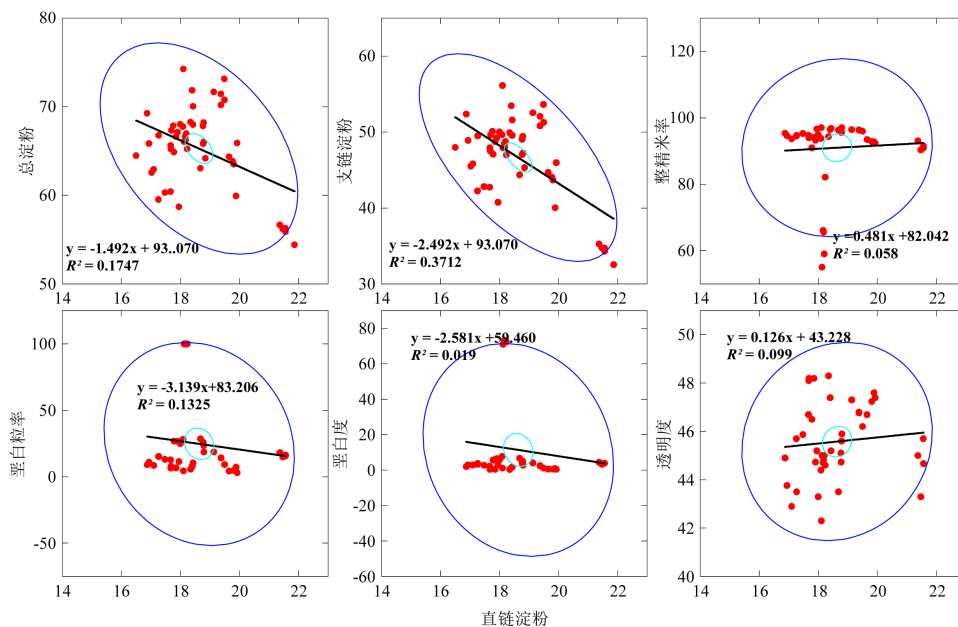 80
70
60
50
总淀粉
y = -1.492x + 93..070
R² = 0.1747
14 16 18 20 22
65
60
50
40
30
支链淀粉
y = -2.492x + 93.070
R² = 0.3712
14 16 18 20 22
120
100
80
60
整精米率
y =0.481x +82.042
R² = 0.058
14 16 18 20 22
100
50
0
-50
垩白粒率
y = -3.139x+83.206
R² = 0.1325
14 16 18 20 22
80
60
40
20
0
-20
-40
-60
垩白度
y = -2.581x +59.460
R² = 0.019
14 16 18 20 22
50
48
46
44
42
40
透明度
y = 0.126x + 43.228
R² = 0.099
14 16 18 20 22
直链淀粉